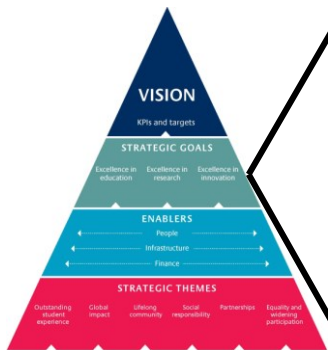 VISION
KPIs and targets
STRATEGIC GOALS
Excellence in education
Excellence in research
Excellence in innovation
ENABLERS
People
Infrastructure
Finance
STRATEGIC THEMES
Outstanding student experience
Global impact
Lifelong community
Social responsibility
Partnerships
Equality and widening participation